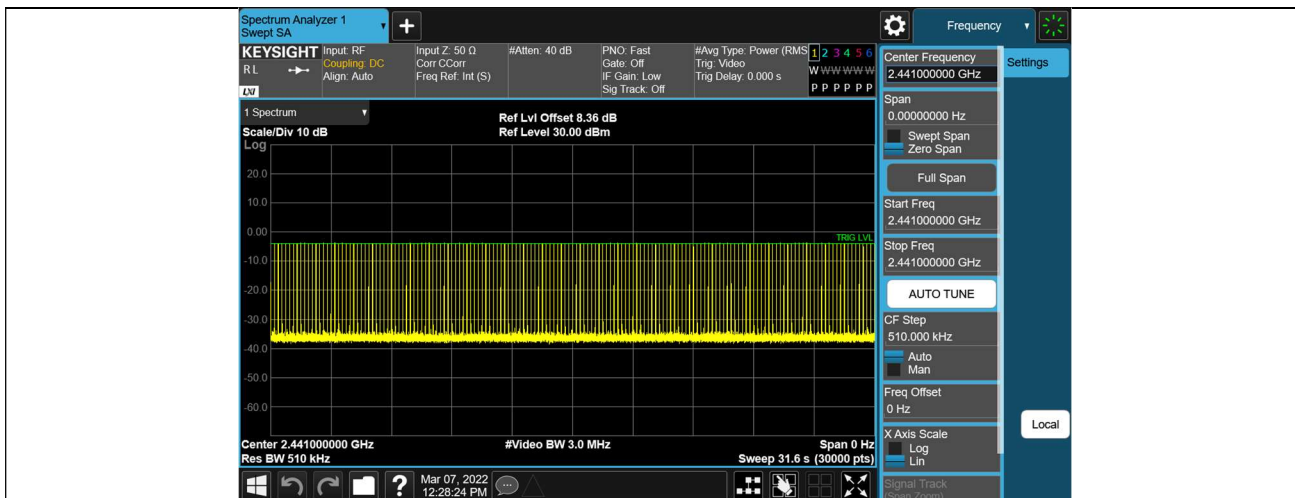 Spectrum Analyzer 1
Swept SA
+
Frequency
KEYSIGHT
R L
LXI
Input: RF
Coupling: DC
Align: Auto
Input Z: 50 Ω
Corr CCorr
Freq Ref: Int (S)
#Atten: 40 dB
PNO: Fast
Gate: Off
IF Gain: Low
Sig Track: Off
#Avg Type: Power (RMS
Trig: Video
Trig Delay: 0.000 s
1 2 3 4 5 6
W W W W W W
P P P P P P
1 Spectrum
Scale/Div 10 dB
Ref Lvl Offset 8.36 dB
Ref Level 30.00 dBm
Log
20.0
10.0
0.00
TRIG LVL
-10.0
-20.0
-30.0
-40.0
-50.0
-60.0
Center 2.441000000 GHz
#Video BW 3.0 MHz
Span 0 Hz
Res BW 510 kHz
Sweep 31.6 s (30000 pts)
?
Mar 07, 2022
12:28:24 PM
Center Frequency
2.441000000 GHz
Settings
Span
0.00000000 Hz
Swept Span
Zero Span
Full Span
Start Freq
2.441000000 GHz
Stop Freq
2.441000000 GHz
AUTO TUNE
CF Step
510.000 kHz
Auto
Man
Freq Offset
0 Hz
X Axis Scale
Log
Lin
Local
Signal Track
(Span Zoom)